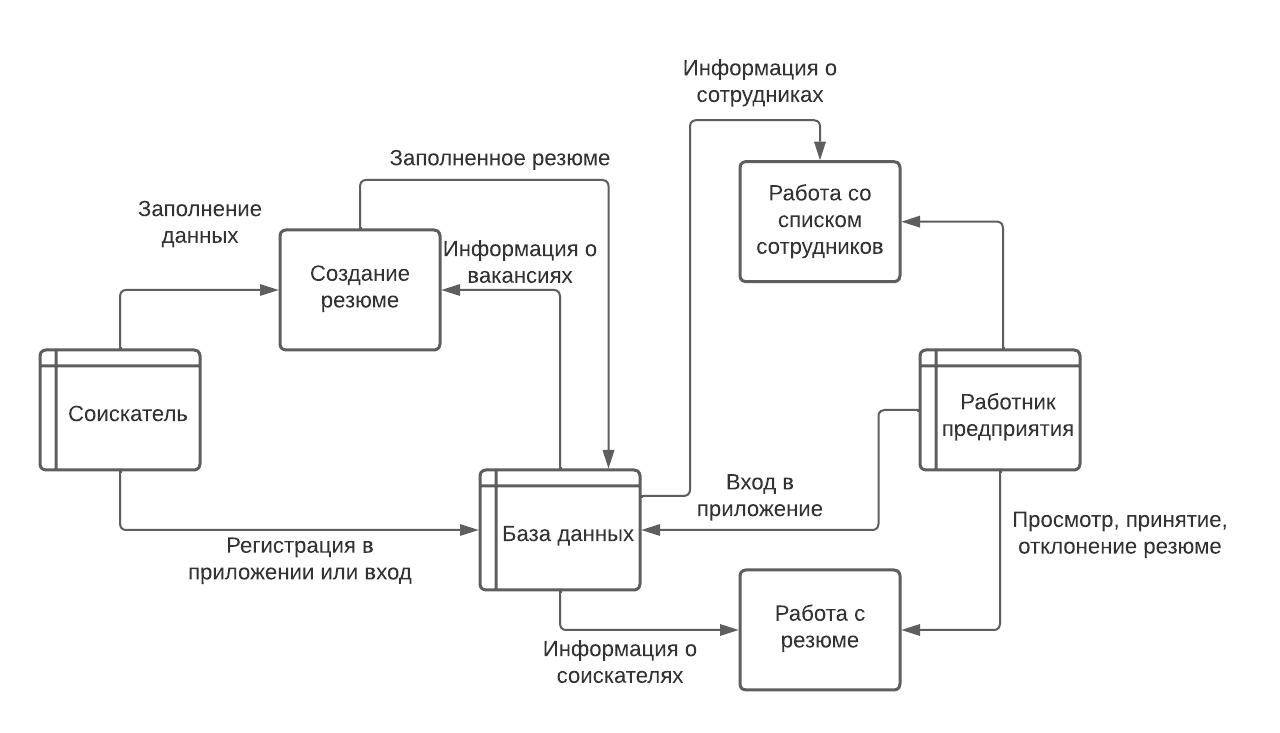 Информация о
сотрудниках
Заполненное резюме
Работа со
списком
сотрудников
Заполнение
данных
Информация о
вакансиях
Создание
резюме
Соискатель
Работник
предприятия
Вход в
приложение
База данных
Просмотр, принятие,
отклонение резюме
Регистрация в
приложении или вход
Работа с
резюме
Информация о
соискателях